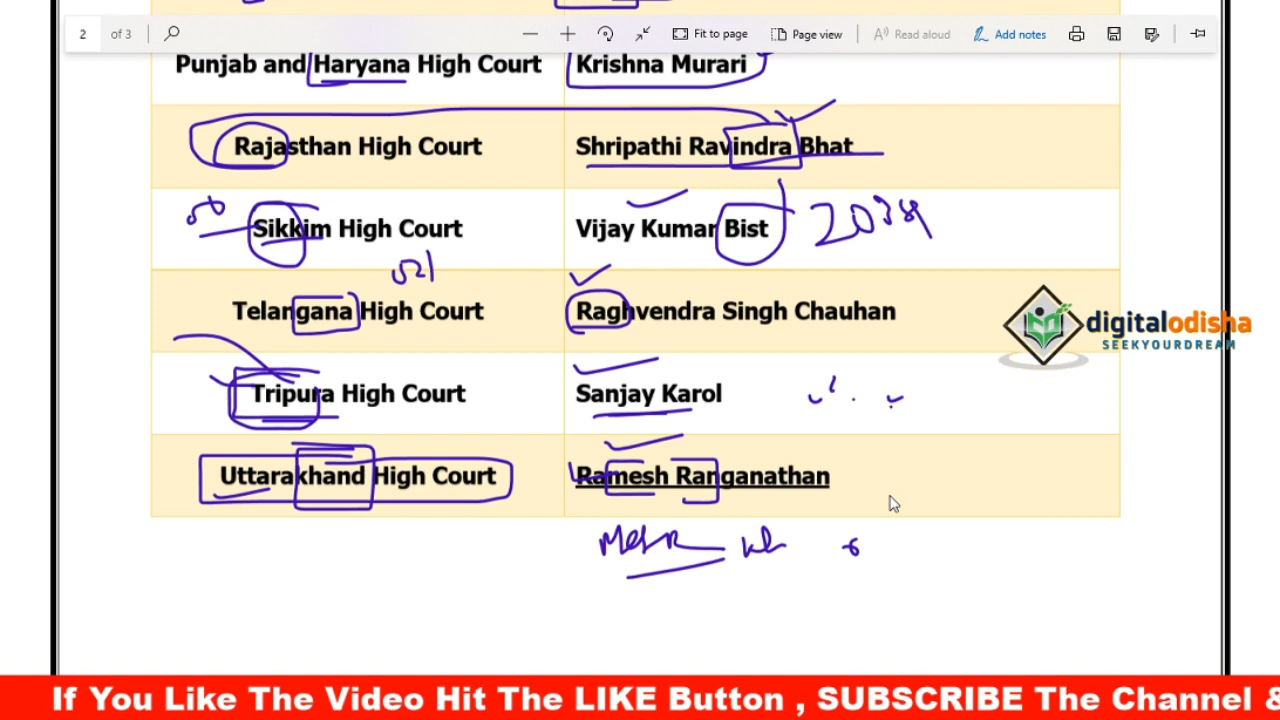 2 of 3 Fit to page Page view Read aloud Add notes
Punjab and Haryana High Court Krishna Murari
Rajasthan High Court Shripathi Ravindra Bhat
Sikkim High Court Vijay Kumar Bist
Telangana High Court Raghvendra Singh Chauhan
digitalodisha
SEEKYOURDREAM
Tripura High Court Sanjay Karol
Uttarakhand High Court Ramesh Ranganathan
If You Like The Video Hit The LIKE Button , SUBSCRIBE The Channel &